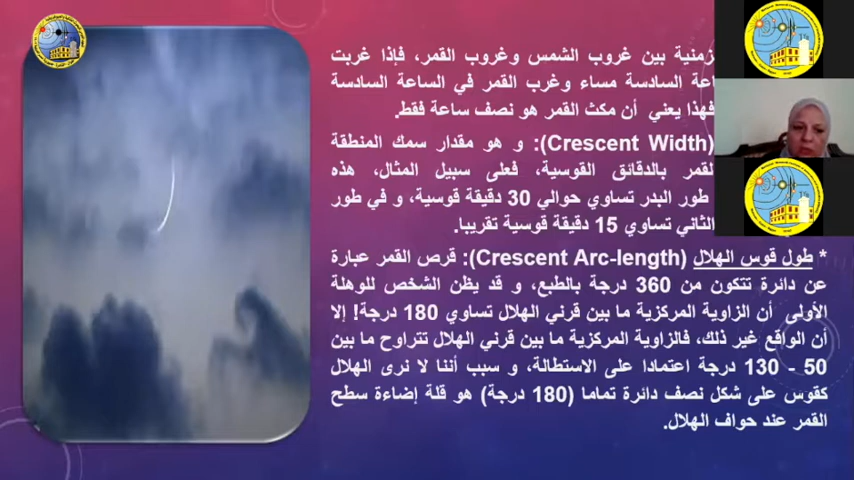 زمنية بين غروب الشمس وغروب القمر، فإذا غربت
اعة السادسة مساء وغرب القمر في الساعة السادسة
فهذا يعني أن مكث القمر هو نصف ساعة فقط.
(Crescent Width): و هو مقدار سمك المنطقة
لقمر بالدقائق القوسية، فعلى سبيل المثال، هذه
طور البدر تساوي حوالي 30 دقيقة قوسية، و في طور
الثاني تساوي 15 دقيقة قوسية تقريبا.
* طول قوس الهلال (Crescent Arc-length): قرص القمر عبارة
عن دائرة تتكون من 360 درجة بالطبع، و قد يظن الشخص للوهلة
الأولى أن الزاوية المركزية ما بين قرني الهلال تساوي 180 درجة! إلا
أن الواقع غير ذلك، فالزاوية المركزية ما بين قرني الهلال تتراوح ما بين
50 - 130 درجة اعتمادا على الاستطالة، و سبب أننا لا نرى الهلال
كقوس على شكل نصف دائرة تماما (180 درجة) هو قلة إضاءة سطح
القمر عند حواف الهلال.